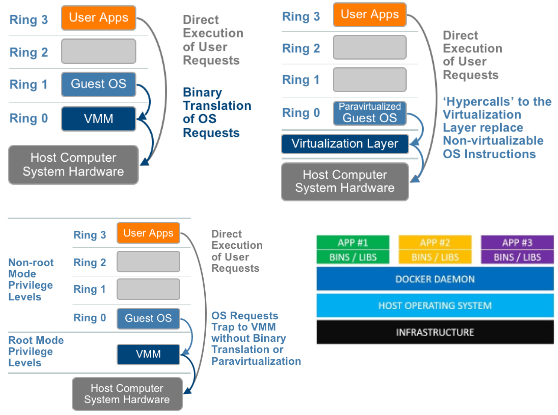 Ring 3
User Apps
Ring 2
Ring 1
Guest OS
Ring 0
VMM
Host Computer
System Hardware
Direct
Execution
of User
Requests
Binary
Translation
of OS
Requests
Ring 3
User Apps
Ring 2
Ring 1
Ring 0
Paravirtualized
Guest OS
Virtualization Layer
Host Computer
System Hardware
Direct
Execution
of User
Requests
‘Hypercalls’ to the
Virtualization
Layer replace
Non-virtualizable
OS Instructions
Non-root
Mode
Privilege
Levels
Root Mode
Privilege
Levels
Ring 3
User Apps
Ring 2
Ring 1
Ring 0
Guest OS
VMM
Host Computer
System Hardware
Direct
Execution
of User
Requests
OS Requests
Trap to VMM
without Binary
Translation or
Paravirtualization
APP #1
BINS / LIBS
APP #2
BINS / LIBS
APP #3
BINS / LIBS
DOCKER DAEMON
HOST OPERATING SYSTEM
INFRASTRUCTURE